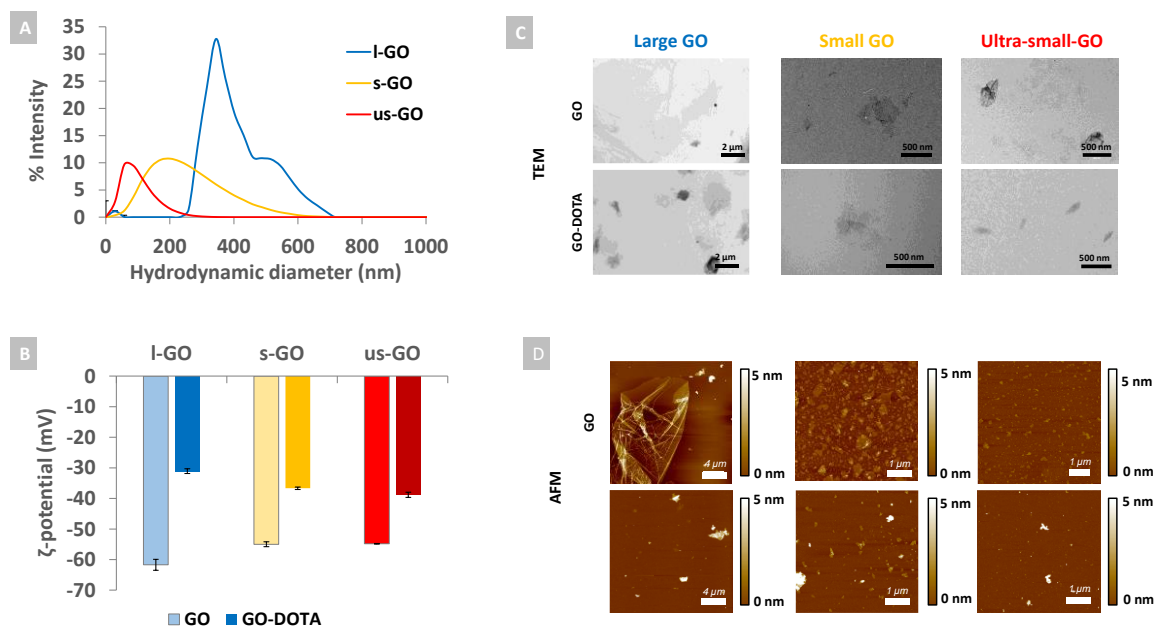 A
% Intensity
35
30
25
20
15
10
5
0
l-GO
s-GO
us-GO
0 200 400 600 800 1000
Hydrodynamic diameter (nm)
B
l-GO s-GO us-GO
ζ-potential (mV)
0
-10
-20
-30
-40
-50
-60
-70
GO GO-DOTA
C
Large GO Small GO Ultra-small-GO
TEM
GO
2 µm 500 nm 500 nm
GO-DOTA
2 µm 500 nm 500 nm
D
AFM
GO
5 nm 5 nm 5 nm
4 µm 1 µm 1 µm
0 nm 0 nm 0 nm
5 nm 5 nm 5 nm
4 µm 1 µm 1 µm
0 nm 0 nm 0 nm